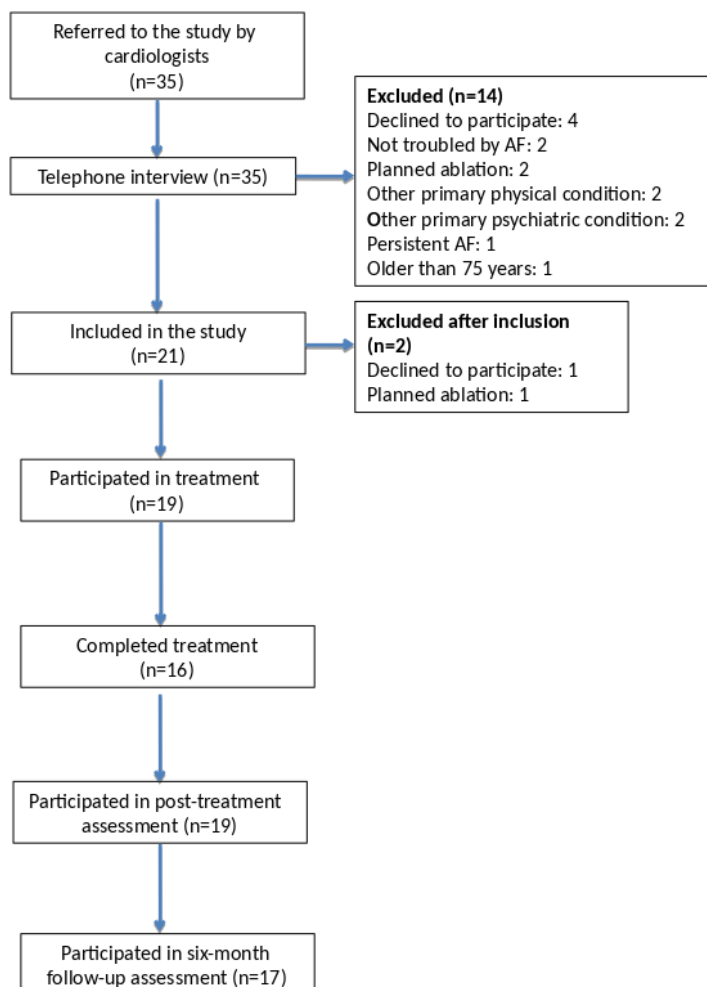 Referred to the study by
cardiologists
(n=35)
Telephone interview (n=35)
Excluded (n=14)
Declined to participate: 4
Not troubled by AF: 2
Planned ablation: 2
Other primary physical condition: 2
Other primary psychiatric condition: 2
Persistent AF: 1
Older than 75 years: 1
Included in the study
(n=21)
Excluded after inclusion
(n=2)
Declined to participate: 1
Planned ablation: 1
Participated in treatment
(n=19)
Completed treatment
(n=16)
Participated in post-treatment
assessment (n=19)
Participated in six-month
follow-up assessment (n=17)